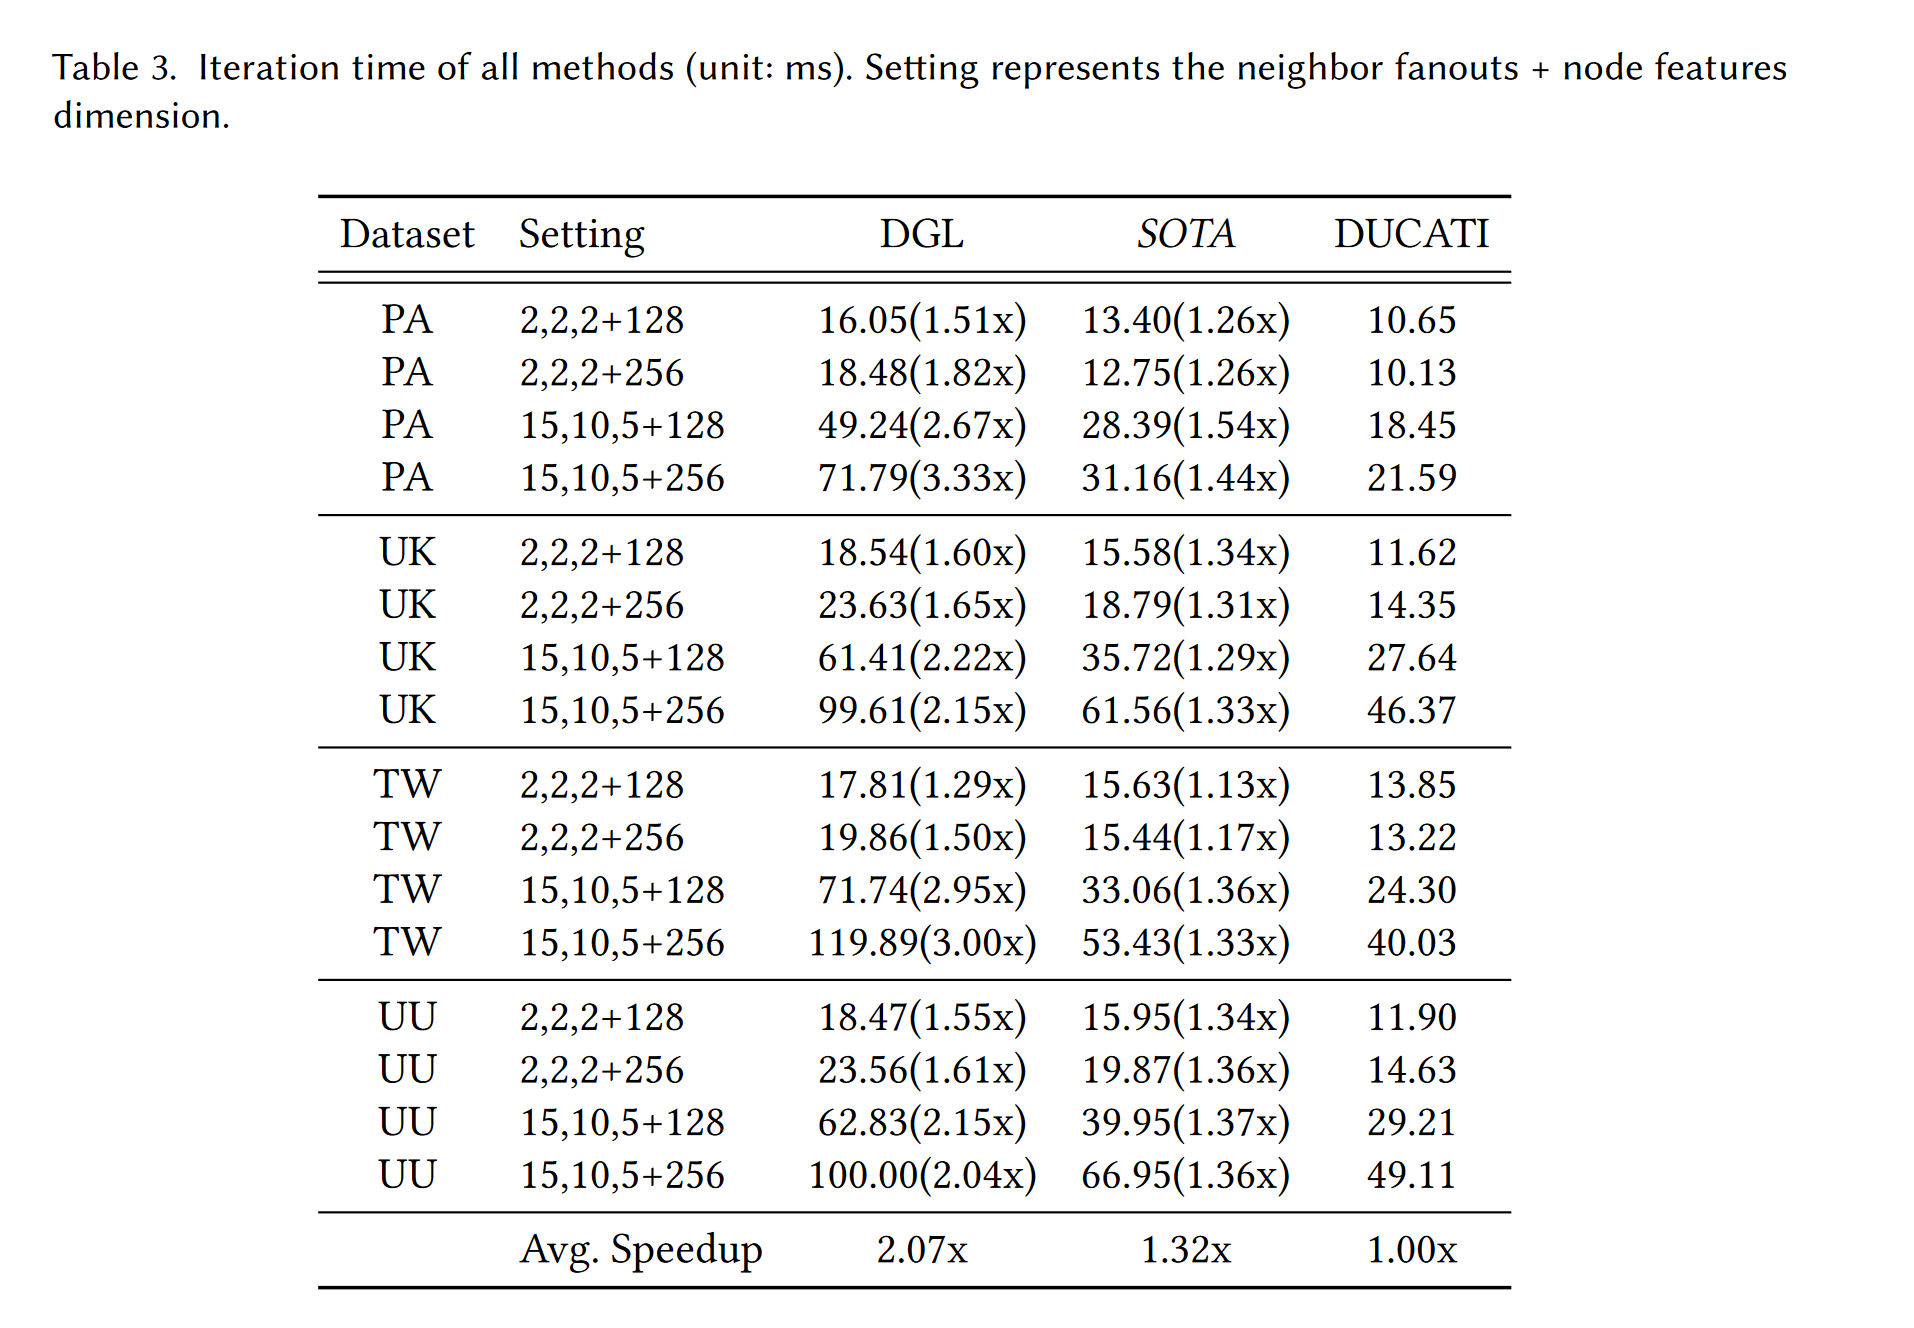 Table 3. Iteration time of all methods (unit: ms). Setting represents the neighbor fanouts + node features
dimension.
Dataset Setting DGL SOTA DUCATI
PA 2,2,2+128 16.05(1.51x) 13.40(1.26x) 10.65
PA 2,2,2+256 18.48(1.82x) 12.75(1.26x) 10.13
PA 15,10,5+128 49.24(2.67x) 28.39(1.54x) 18.45
PA 15,10,5+256 71.79(3.33x) 31.16(1.44x) 21.59
UK 2,2,2+128 18.54(1.60x) 15.58(1.34x) 11.62
UK 2,2,2+256 23.63(1.65x) 18.79(1.31x) 14.35
UK 15,10,5+128 61.41(2.22x) 35.72(1.29x) 27.64
UK 15,10,5+256 99.61(2.15x) 61.56(1.33x) 46.37
TW 2,2,2+128 17.81(1.29x) 15.63(1.13x) 13.85
TW 2,2,2+256 19.86(1.50x) 15.44(1.17x) 13.22
TW 15,10,5+128 71.74(2.95x) 33.06(1.36x) 24.30
TW 15,10,5+256 119.89(3.00x) 53.43(1.33x) 40.03
UU 2,2,2+128 18.47(1.55x) 15.95(1.34x) 11.90
UU 2,2,2+256 23.56(1.61x) 19.87(1.36x) 14.63
UU 15,10,5+128 62.83(2.15x) 39.95(1.37x) 29.21
UU 15,10,5+256 100.00(2.04x) 66.95(1.36x) 49.11
Avg. Speedup 2.07x 1.32x 1.00x